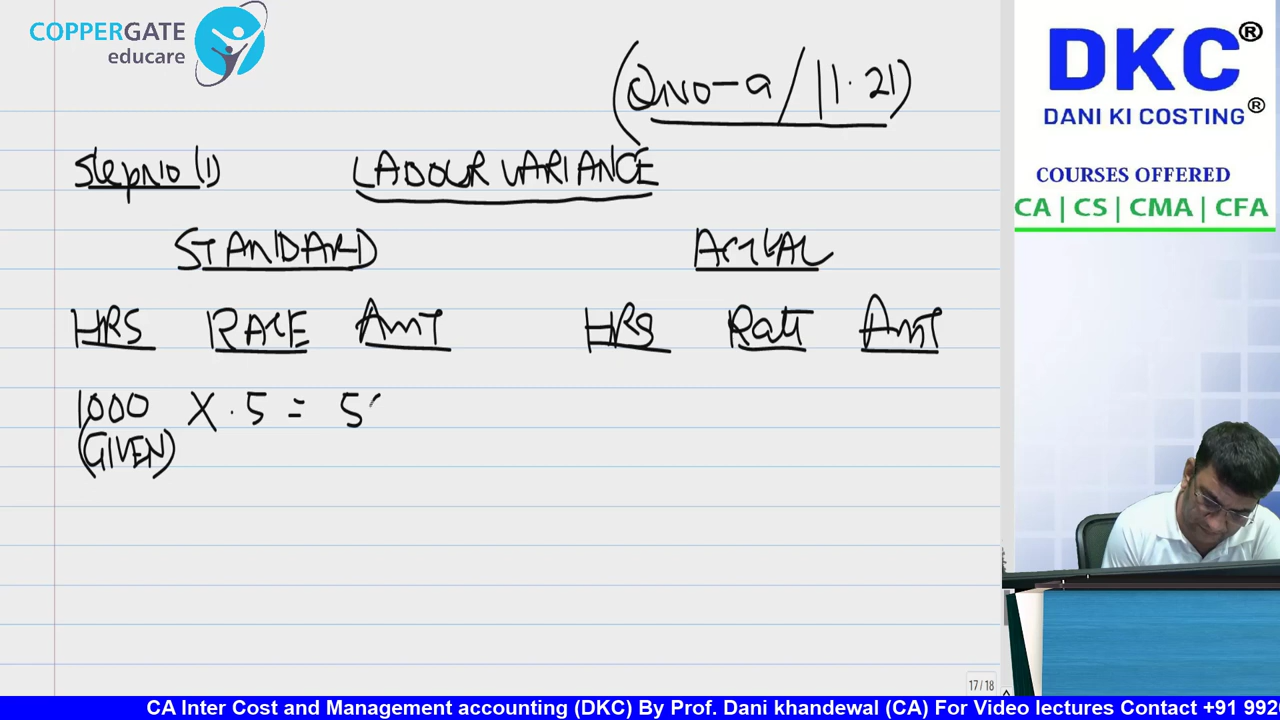 COPPERGATE
educare
(QNO-9/11.21)
DKC®
DANI KI COSTING®
COURSES OFFERED
CA | CS | CMA | CFA
Step NO (1) LABOUR VARIANCE
STANDARD ACTUAL
HRS RATE AMT HRS Rate AMT
1000 X .5 = 5
(GIVEN)
17/18
CA Inter Cost and Management accounting (DKC) By Prof. Dani khandewal (CA) For Video lectures Contact +91 992